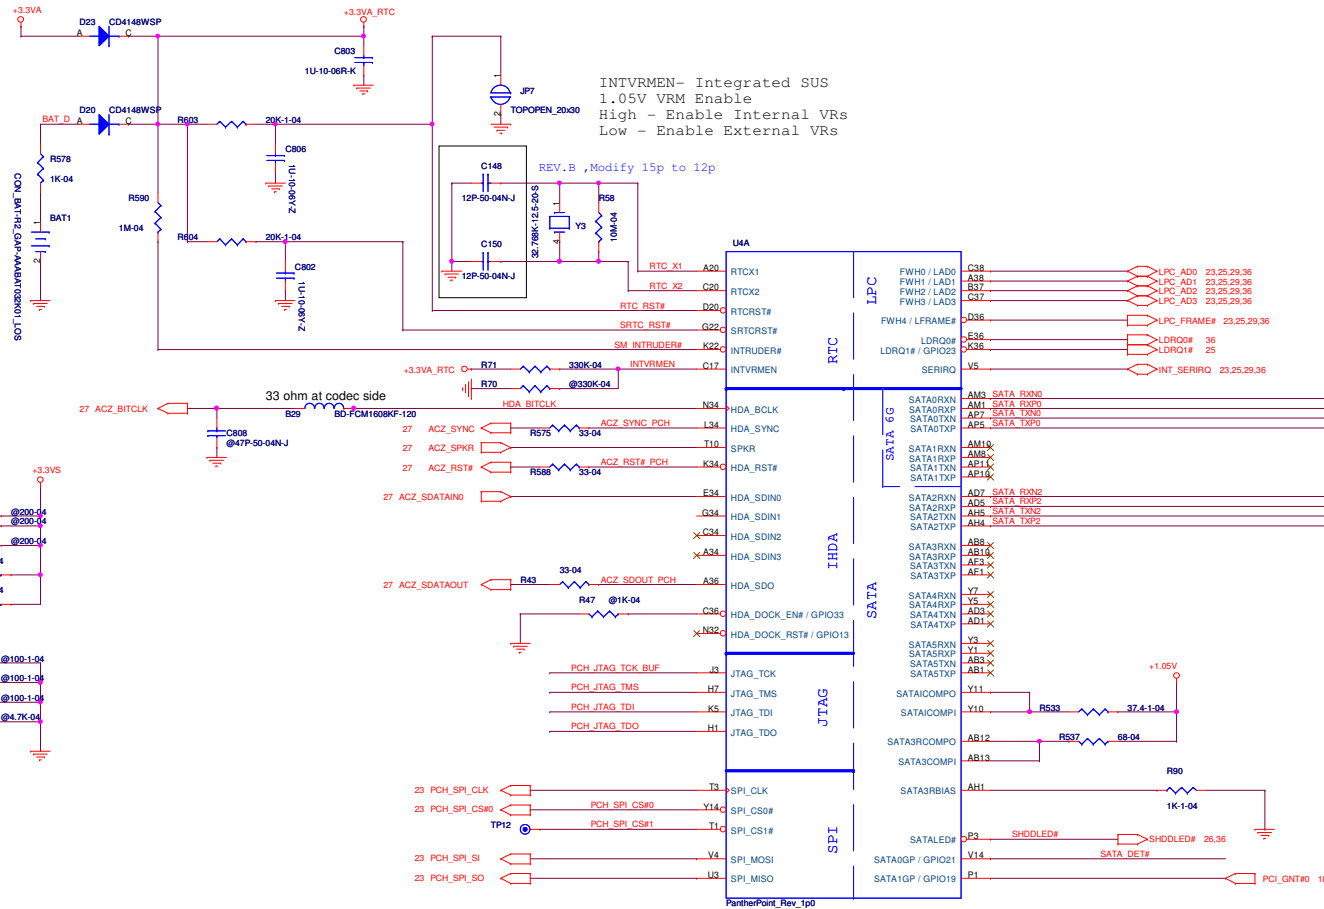 +3.3VA
D23 CD4148WSP
A C
+3.3VA_RTC
C803
1U-10-06R-K
D20 CD4148WSP
BAT_D A C
R603 20K-1-04
C806
1U-10-06Y-Z
R578
1K-04
BAT1
1
2
CON_BAT-R2_GAP-AAABAT022K01_LOS
R590
1M-04
R604 20K-1-04
C802
1U-10-06Y-Z
1
JP7
TOPOPEN_20x30
2
INTVRMEN- Integrated SUS
1.05V VRM Enable
High - Enable Internal VRs
Low - Enable External VRs
REV.B ,Modify 15p to 12p
C148
12P-50-04N-J
C150
12P-50-04N-J
32.768K-12.5-20-S
1
Y3
4
R58
10M-04
RTC_X1
RTC_X2
RTC_RST#
SRTC_RST#
SM_INTRUDER#
+3.3VA_RTC R71 330K-04 INTVRMEN
R70 @330K-04
33 ohm at codec side
27 ACZ_BITCLK
B29 BD-FCM1608KF-120
HDA_BITCLK
C808
@47P-50-04N-J
27 ACZ_SYNC R575 33-04 ACZ_SYNC_PCH
27 ACZ_SPKR
27 ACZ_RST# R588 33-04 ACZ_RST#_PCH
27 ACZ_SDATAIN0
27 ACZ_SDATAOUT R43 33-04 ACZ_SDOUT_PCH
R47 @1K-04
PCH_JTAG_TCK_BUF
PCH_JTAG_TMS
PCH_JTAG_TDI
PCH_JTAG_TDO
23 PCH_SPI_CLK
23 PCH_SPI_CS#0 PCH_SPI_CS#0
TP12 PCH_SPI_CS#1
23 PCH_SPI_SI
23 PCH_SPI_SO
+3.3VS
@200-04
@200-04
@200-04
4
4
@100-1-04
@100-1-04
@100-1-04
@4.7K-04
U4A
A20 RTCX1
C20 RTCX2
D20 RTCRST#
G22 SRTCRST#
K22 INTRUDER#
C17 INTVRMEN
N34 HDA_BCLK
L34 HDA_SYNC
T10 SPKR
K34 HDA_RST#
E34 HDA_SDIN0
G34 HDA_SDIN1
C34 HDA_SDIN2
A34 HDA_SDIN3
A36 HDA_SDO
C36 HDA_DOCK_EN# / GPIO33
N32 HDA_DOCK_RST# / GPIO13
J3 JTAG_TCK
H7 JTAG_TMS
K5 JTAG_TDI
H1 JTAG_TDO
T3 SPI_CLK
Y14 SPI_CS0#
T1 SPI_CS1#
V4 SPI_MOSI
U3 SPI_MISO
RTC
IHDA
JTAG
SPI
LPC
SATA 6G
SATA
FWH0 / LAD0 C38 LPC_AD0 23,25,29,36
FWH1 / LAD1 A38 LPC_AD1 23,25,29,36
FWH2 / LAD2 B37 LPC_AD2 23,25,29,36
FWH3 / LAD3 C37 LPC_AD3 23,25,29,36
FWH4 / LFRAME# D36 LPC_FRAME# 23,25,29,36
LDRQ0# E36 LDRQ0# 36
LDRQ1# / GPIO23 K36 LDRQ1# 25
SERIRQ V5 INT_SERIRQ 23,25,29,36
SATA0RXN AM3 SATA_RXN0
SATA0RXP AM1 SATA_RXP0
SATA0TXN AP7 SATA_TXN0
SATA0TXP AP5 SATA_TXP0
SATA1RXN AM10
SATA1RXP AM8
SATA1TXN AP11
SATA1TXP AP10
SATA2RXN AD7 SATA_RXN2
SATA2RXP AD5 SATA_RXP2
SATA2TXN AH5 SATA_TXN2
SATA2TXP AH4 SATA_TXP2
SATA3RXN AB8
SATA3RXP AB10
SATA3TXN AF3
SATA3TXP AF1
SATA4RXN Y7
SATA4RXP Y5
SATA4TXN AD3
SATA4TXP AD1
SATA5RXN Y3
SATA5RXP Y1
SATA5TXN AB3
SATA5TXP AB1
SATAICOMPO Y11
SATAICOMPI Y10
SATA3RCOMPO AB12
SATA3COMPI AB13
SATA3RBIAS AH1
SATALED# P3 SHDDLED# SHDDLED# 26,36
SATA0GP / GPIO21 V14 SATA_DET#
SATA1GP / GPIO19 P1 PCI_GNT#0
+1.05V
R533 37.4-1-04
R537 68-04
R90
1K-1-04
PantherPoint_Rev_1p0